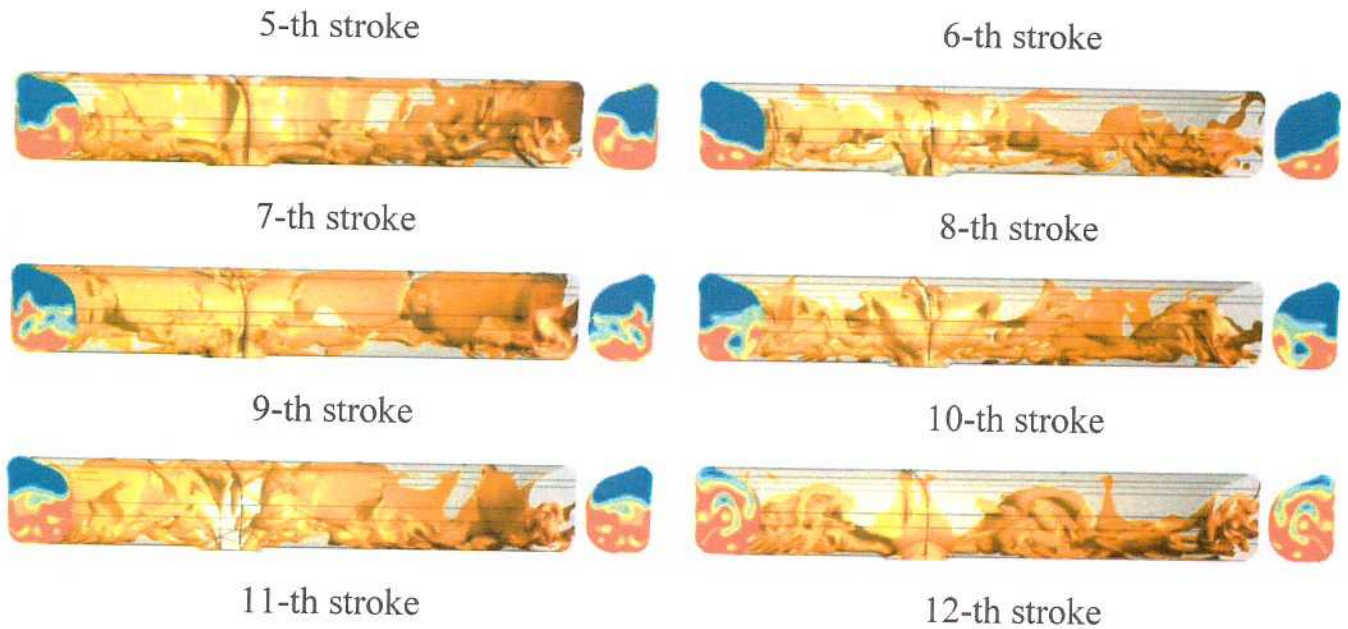 5-th stroke
6-th stroke
7-th stroke
8-th stroke
9-th stroke
10-th stroke
11-th stroke
12-th stroke